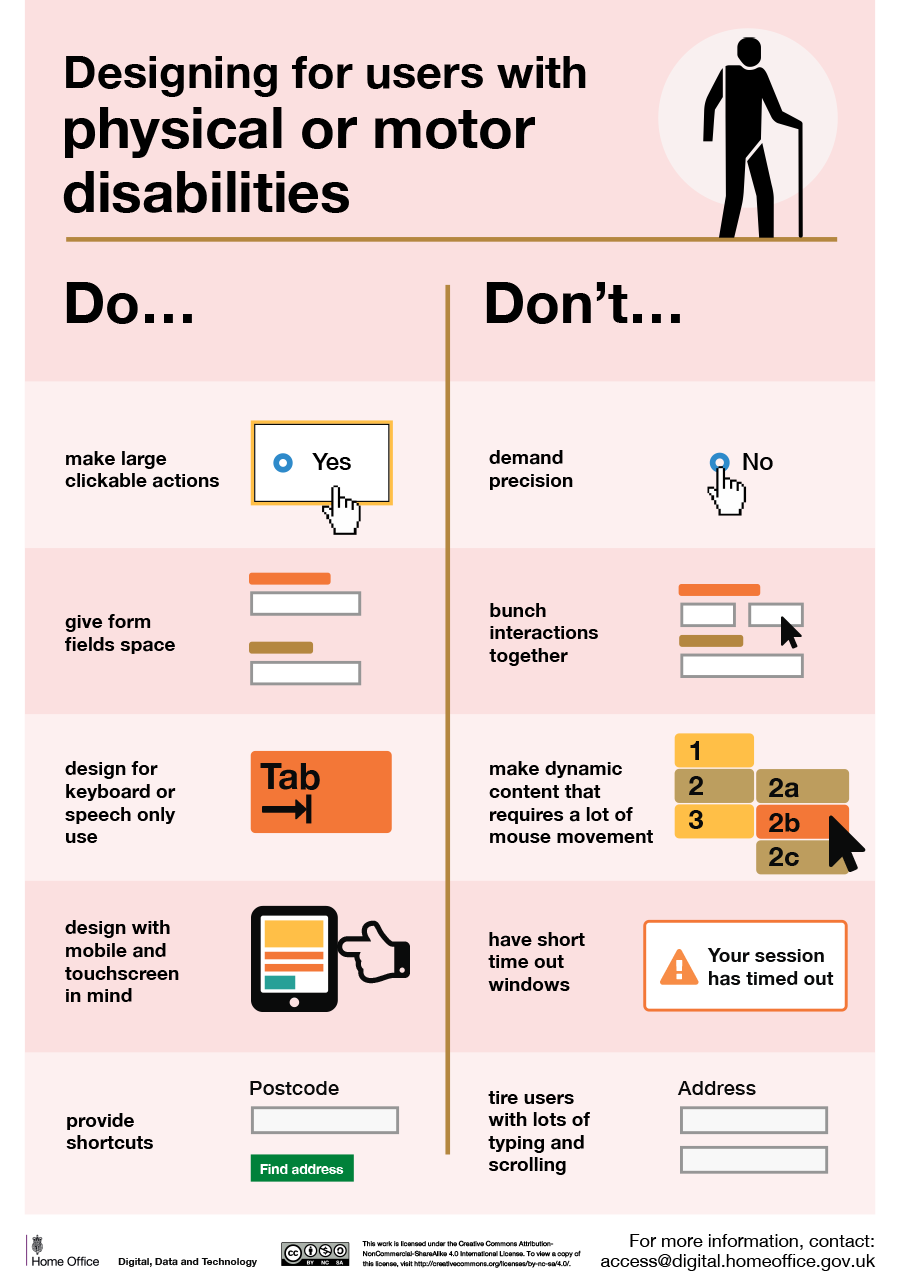 Designing for users with
physical or motor
disabilities
Do…
Don’t…
make large
clickable actions
Yes
demand
precision
No
give form
fields space
bunch
interactions
together
design for
keyboard or
speech only
use
Tab
make dynamic
content that
requires a lot of
mouse movement
1
2
3
2a
2b
2c
design with
mobile and
touchscreen
in mind
have short
time out
windows
Your session
has timed out
provide
shortcuts
Postcode
Find address
tire users
with lots of
typing and
scrolling
Address
Home Office
Digital, Data and Technology
cc
BY NC SA
This work is licensed under the Creative Commons Attribution-
NonCommercial-ShareAlike 4.0 International License. To view a copy of
this license, visit http://creativecommons.org/licenses/by-nc-sa/4.0/.
For more information, contact:
access@digital.homeoffice.gov.uk